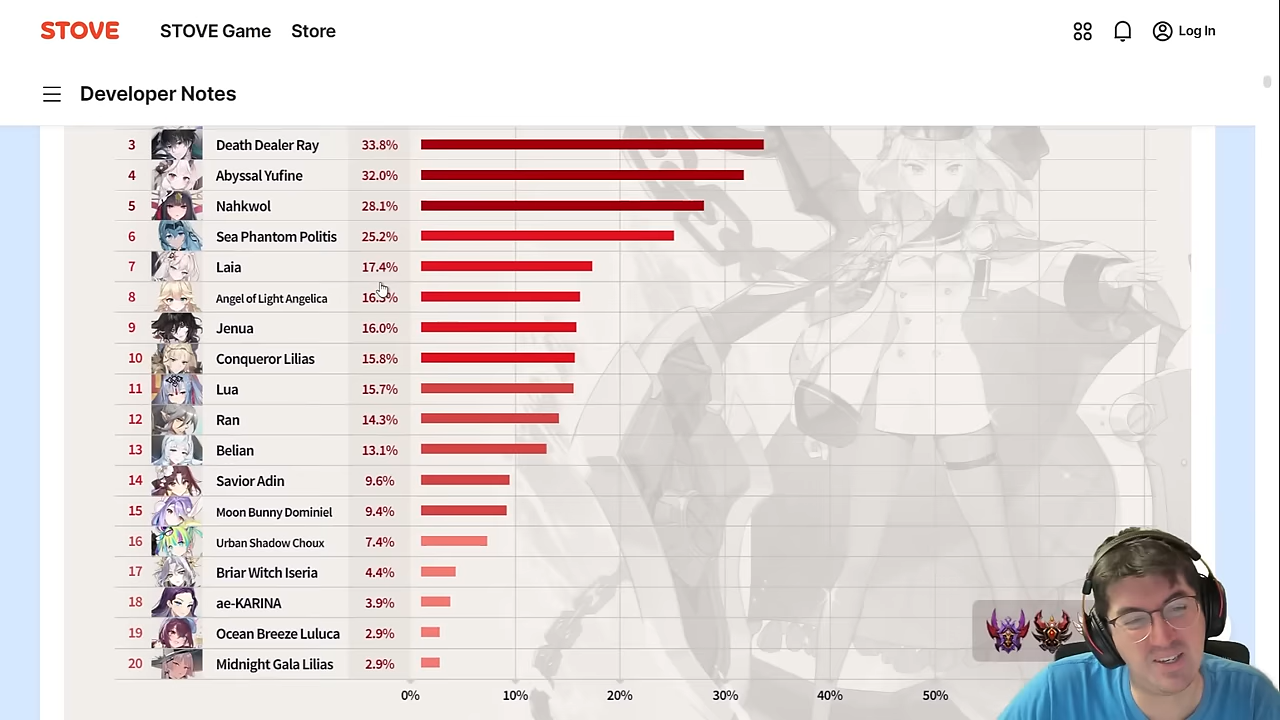 STOVE STOVE Game Store Log In
Developer Notes
3 Death Dealer Ray 33.8%
4 Abyssal Yufine 32.0%
5 Nahkwol 28.1%
6 Sea Phantom Politis 25.2%
7 Laia 17.4%
8 Angel of Light Angelica
9 Jenua 16.0%
10 Conqueror Lilias 15.8%
11 Lua 15.7%
12 Ran 14.3%
13 Belian 13.1%
14 Savior Adin 9.6%
15 Moon Bunny Dominiel 9.4%
16 Urban Shadow Choux 7.4%
17 Briar Witch Iseria 4.4%
18 ae-KARINA 3.9%
19 Ocean Breeze Luluca 2.9%
20 Midnight Gala Lilias 2.9%
0% 10% 20% 30% 40% 50%